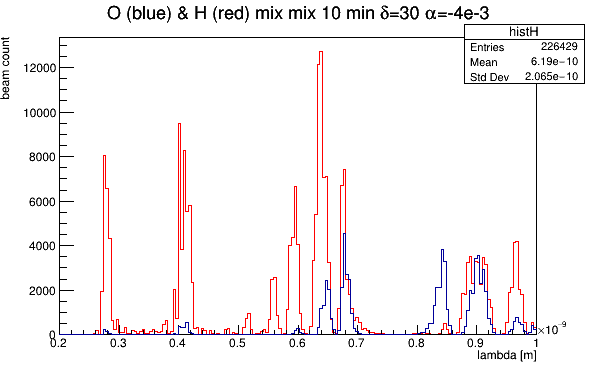 O (blue) & H (red) mix mix 10 min δ=30 α=-4e-3
histH
Entries 226429
Mean 6.19e-10
Std Dev 2.065e-10
beam count
12000
10000
8000
6000
4000
2000
0
0.2 0.3 0.4 0.5 0.6 0.7 0.8 0.9 1
×10⁻⁹
lambda [m]